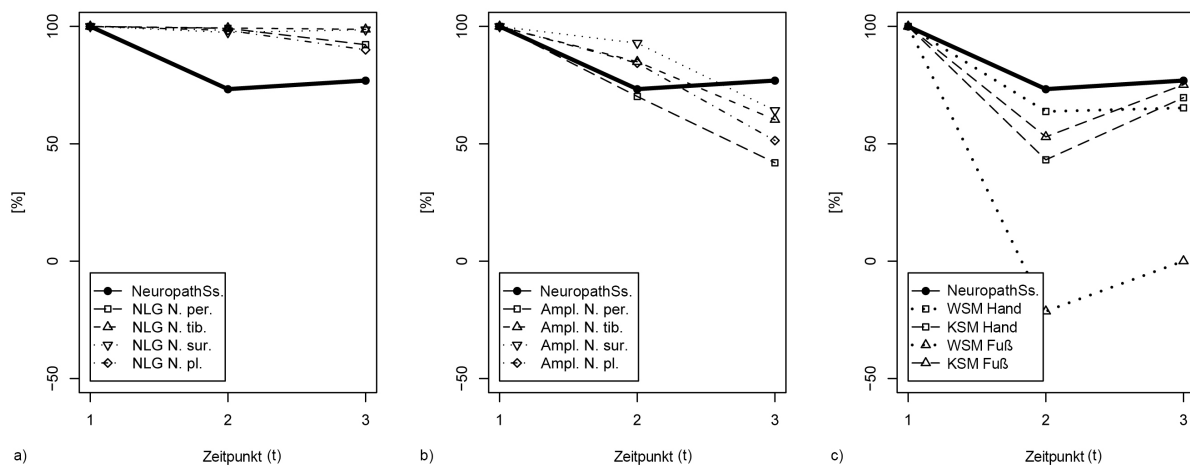 100
50
0
−50
[%]
NeuropathSs.
NLG N. per.
NLG N. tib.
NLG N. sur.
NLG N. pl.
1
2
3
a)
Zeitpunkt (t)
100
50
0
−50
[%]
NeuropathSs.
Ampl. N. per.
Ampl. N. tib.
Ampl. N. sur.
Ampl. N. pl.
1
2
3
b)
Zeitpunkt (t)
100
50
0
−50
[%]
NeuropathSs.
WSM Hand
KSM Hand
WSM Fuß
KSM Fuß
1
2
3
c)
Zeitpunkt (t)